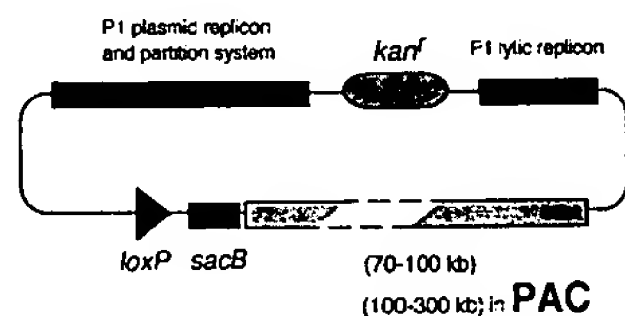 P1 plasmic replicon
and partition system
kanʳ
P1 lytic replicon
loxP
sacB
(70-100 kb)
(100-300 kb) in PAC